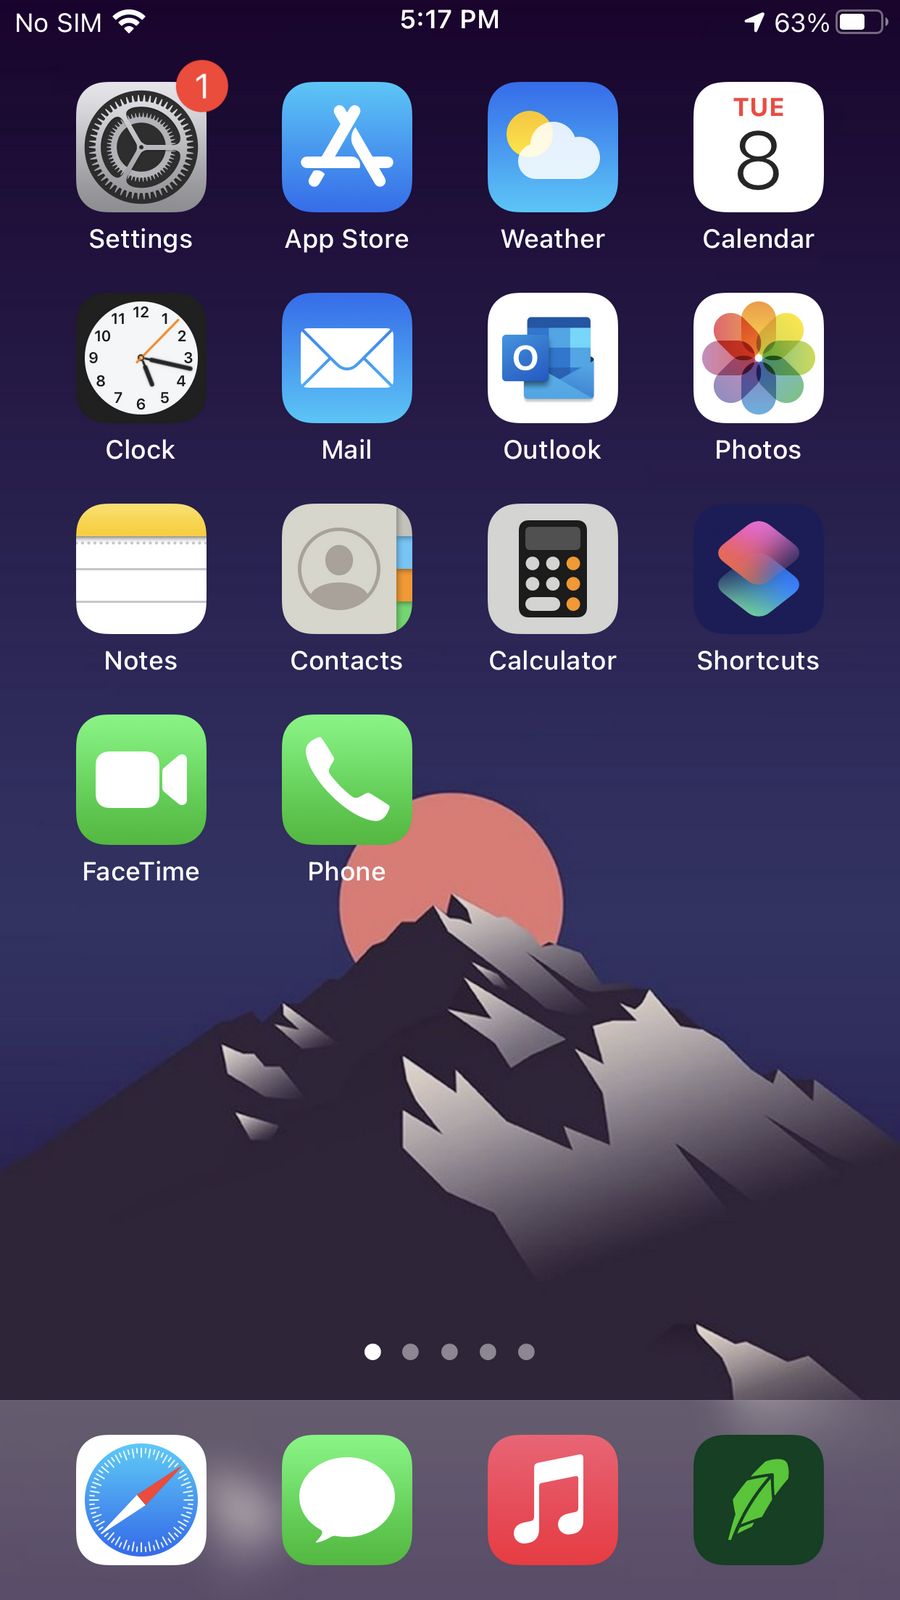 No SIM 5:17 PM 63%
1
TUE
8
Settings App Store Weather Calendar
12
11 1
10 2
9 3
8 4
7 5
6
O
Clock Mail Outlook Photos
Notes Contacts Calculator Shortcuts
FaceTime Phone